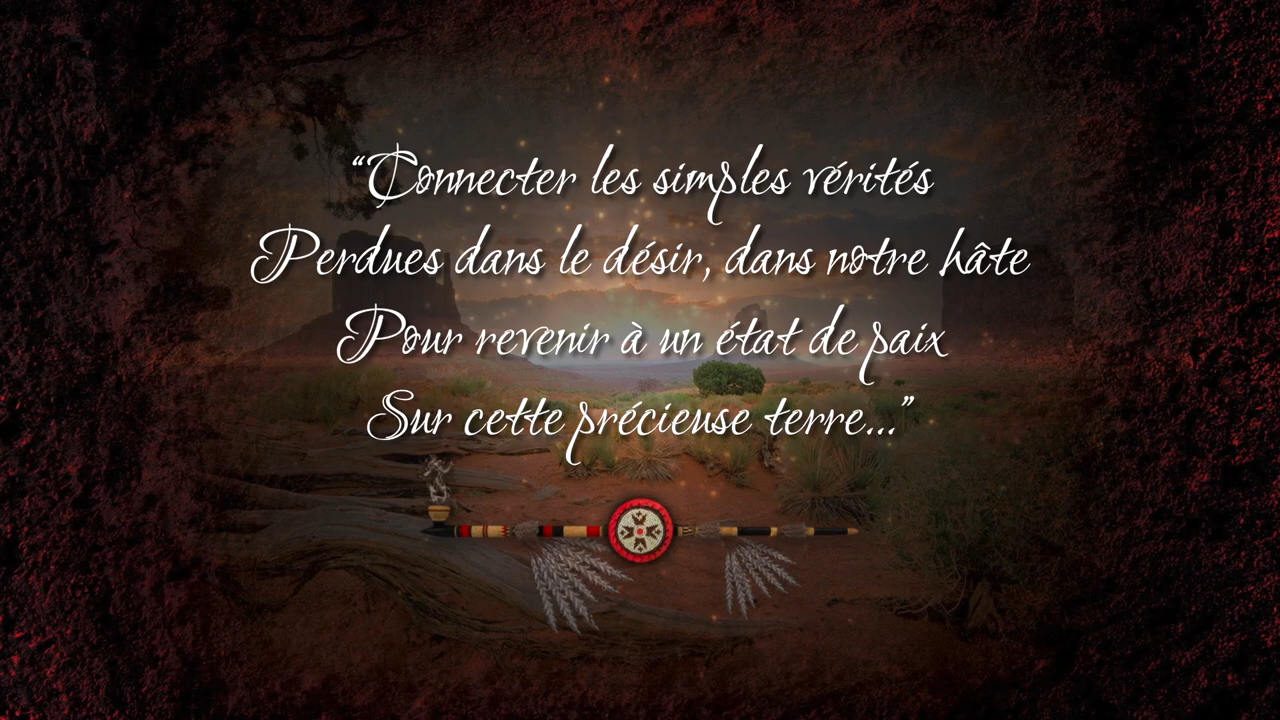 “Connecter les simples vérités
Perdues dans le désir, dans notre hâte
Pour revenir à un état de paix
Sur cette précieuse terre...”